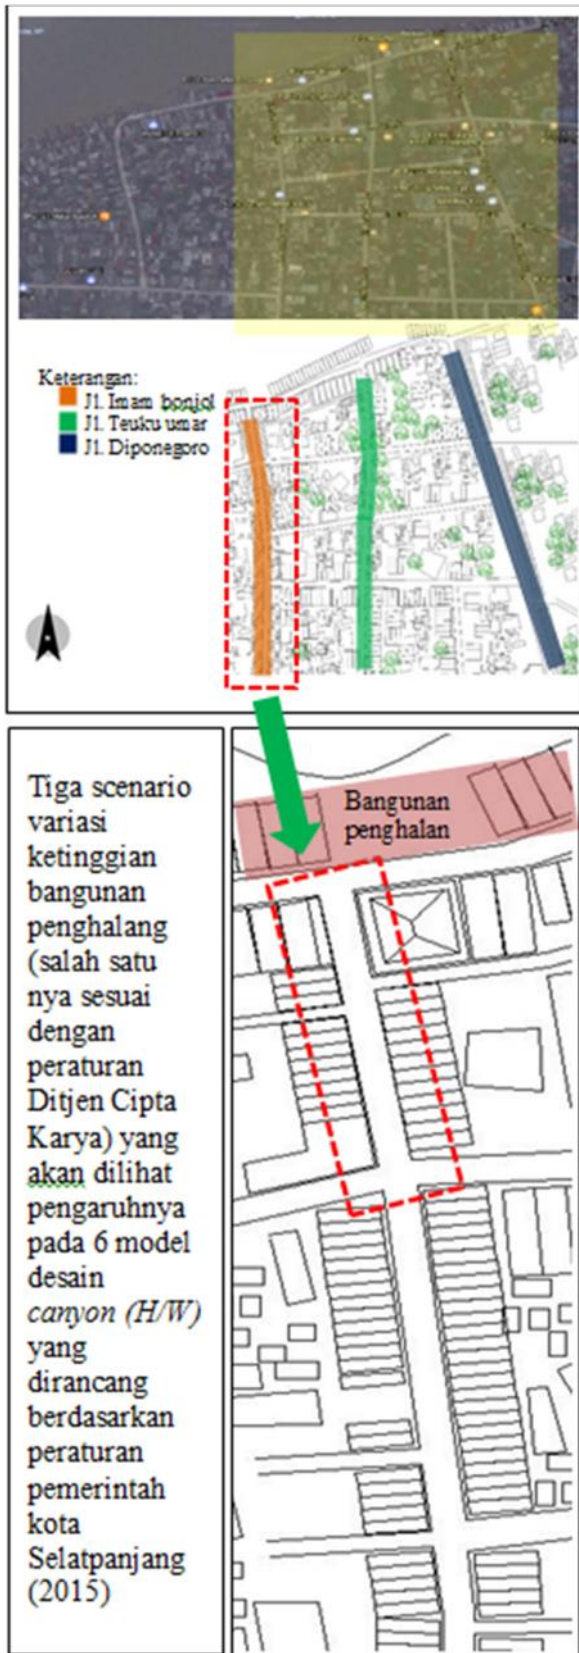 Keterangan:
Jl. Imam bonjol
Jl. Teuku umar
Jl. Diponegoro
Tiga scenario
variasi
ketinggian
bangunan
penghalang
(salah satu
nya sesuai
dengan
peraturan
Ditjen Cipta
Karya) yang
akan dilihat
pengaruhnya
pada 6 model
desain
canyon (H/W)
yang
dirancang
berdasarkan
peraturan
pemerintah
kota
Selatpanjang
(2015)
Bangunan
penghalan